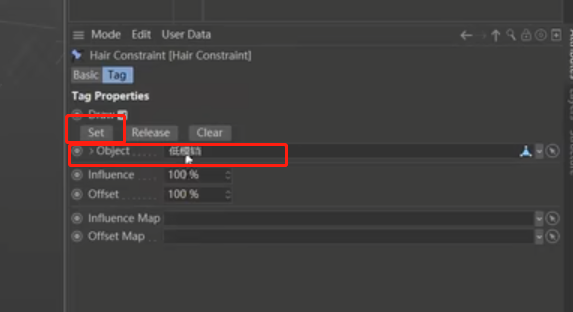 Mode Edit User Data
Hair Constraint [Hair Constraint]
Basic Tag
Tag Properties
Draw
Set Release Clear
Object 低模
Influence 100 %
Offset 100 %
Influence Map
Offset Map